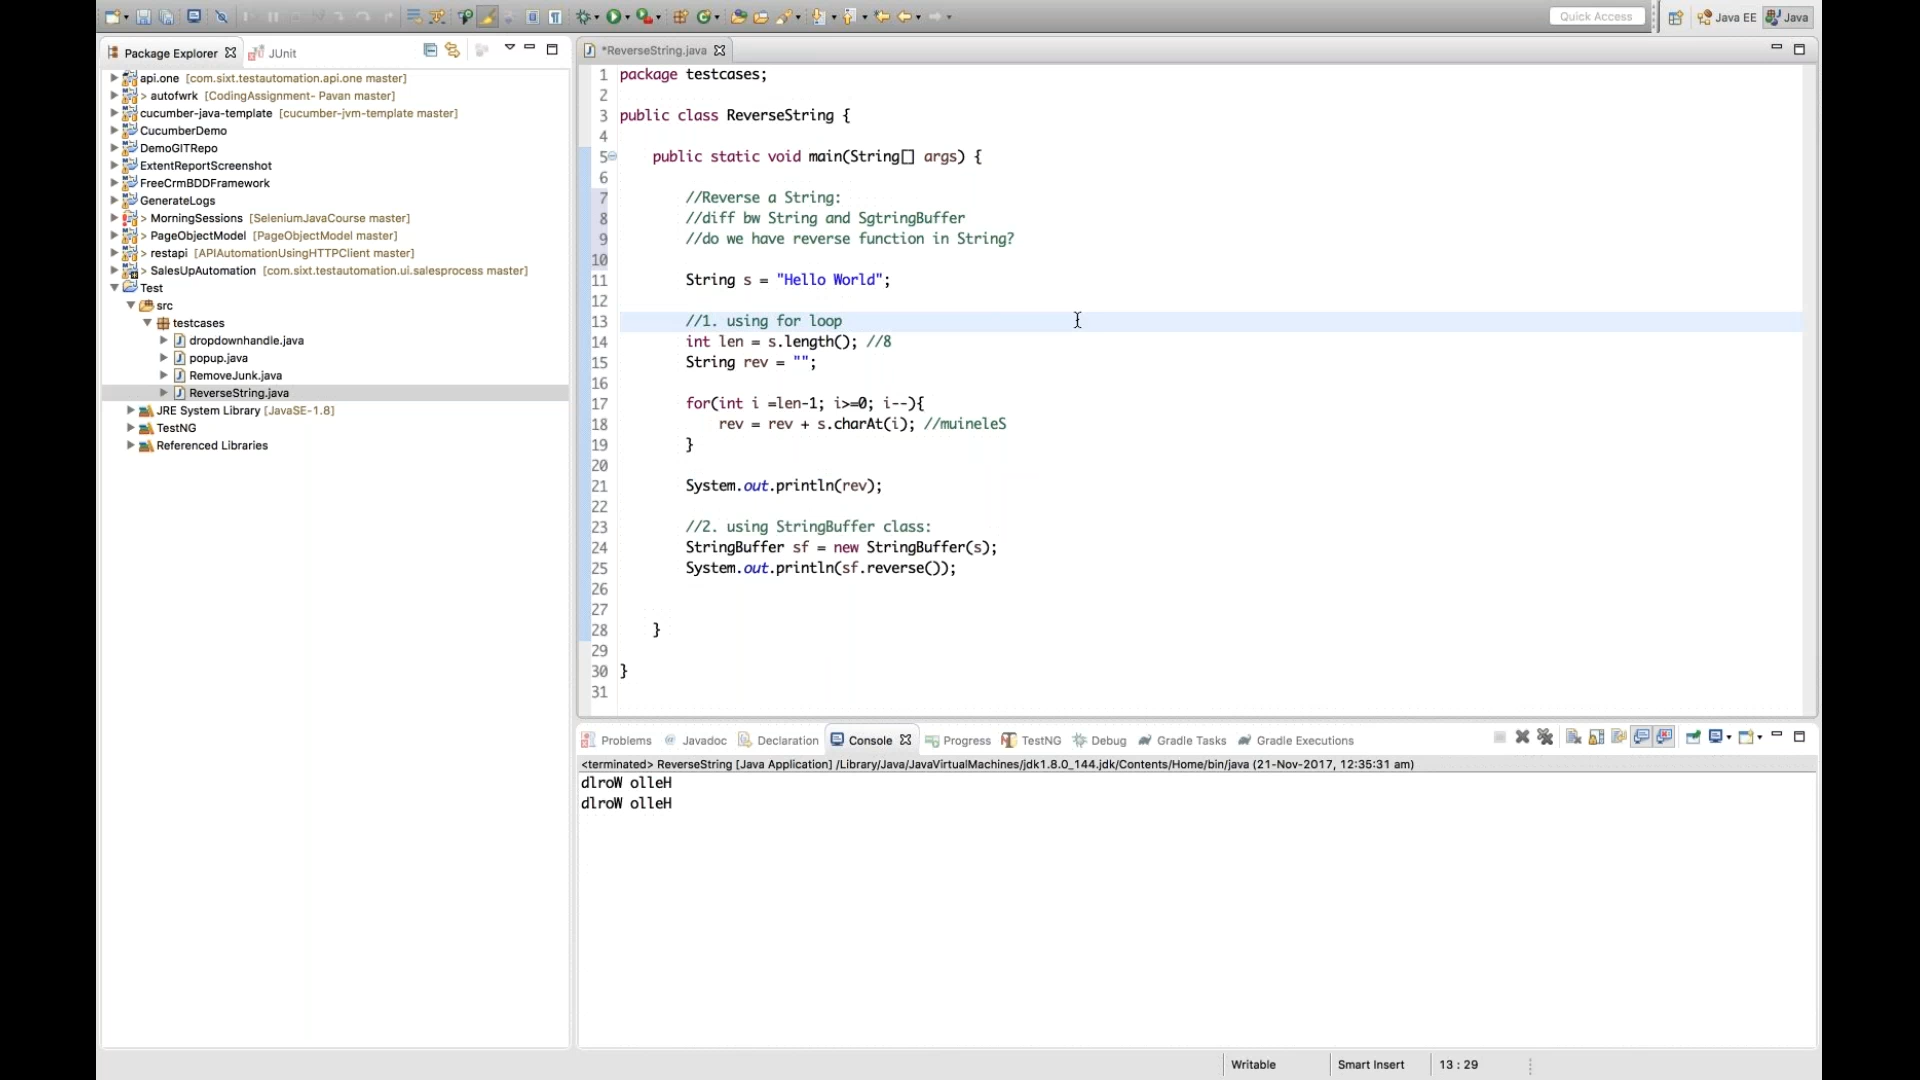 Quick Access
Java EE
Java
Package Explorer
JUnit
*ReverseString.java
api.one [com.sixt.testautomation.api.one master]
> autofwrk [CodingAssignment- Pavan master]
cucumber-java-template [cucumber-jvm-template master]
CucumberDemo
DemoGITRepo
ExtentReportScreenshot
FreeCrmBDDFramework
GenerateLogs
> MorningSessions [SeleniumJavaCourse master]
> PageObjectModel [PageObjectModel master]
> restapi [APIAutomationUsingHTTPClient master]
> SalesUpAutomation [com.sixt.testautomation.ui.salesprocess master]
Test
src
testcases
dropdownhandle.java
popup.java
RemoveJunk.java
ReverseString.java
JRE System Library [JavaSE-1.8]
TestNG
Referenced Libraries
1 package testcases;
2
3 public class ReverseString {
4
5 public static void main(String[] args) {
6
7 //Reverse a String:
8 //diff bw String and SgtringBuffer
9 //do we have reverse function in String?
10
11 String s = "Hello World";
12
13 //1. using for loop
14 int len = s.length(); //8
15 String rev = "";
16
17 for(int i =len-1; i>=0; i--){
18 rev = rev + s.charAt(i); //muineleS
19 }
20
21 System.out.println(rev);
22
23 //2. using StringBuffer class:
24 StringBuffer sf = new StringBuffer(s);
25 System.out.println(sf.reverse());
26
27
28 }
29
30 }
31
Problems
Javadoc
Declaration
Console
Progress
TestNG
Debug
Gradle Tasks
Gradle Executions
<terminated> ReverseString [Java Application] /Library/Java/JavaVirtualMachines/jdk1.8.0_144.jdk/Contents/Home/bin/java (21-Nov-2017, 12:35:31 am)
dlroW olleH
dlroW olleH
Writable
Smart Insert
13 : 29